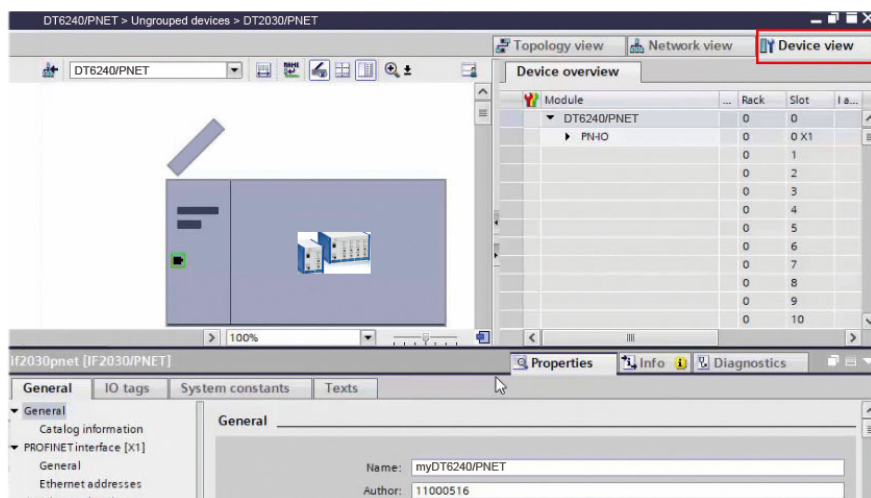 DT6240/PNET > Ungrouped devices > DT2030/PNET
Topology view Network view Device view
DT6240/PNET
Device overview
Module ... Rack Slot I a...
DT6240/PNET 0 0
PN-IO 0 0 X1
0 1
0 2
0 3
0 4
0 5
0 6
0 7
0 8
0 9
0 10
100%
if2030pnet [IF2030/PNET] Properties Info Diagnostics
General IO tags System constants Texts
General
Catalog information
PROFINET interface [X1]
General
Ethernet addresses
General
Name: myDT6240/PNET
Author: 11000516